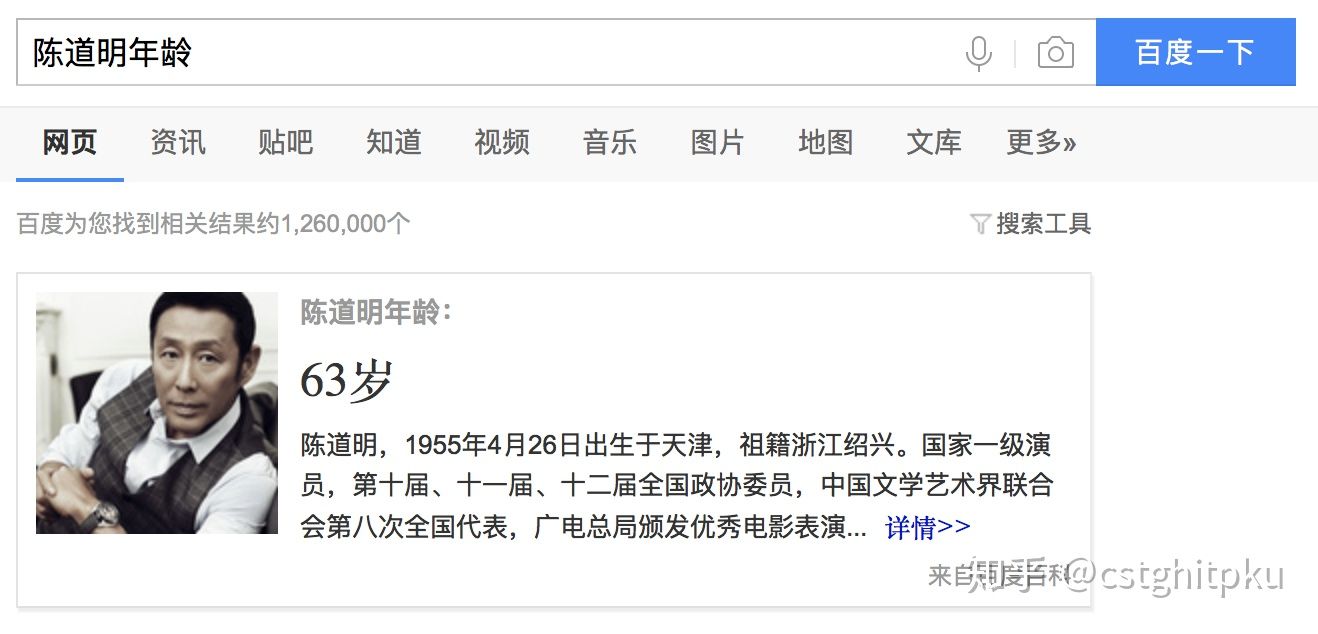 陈道明年龄
百度一下
网页 资讯 贴吧 知道 视频 音乐 图片 地图 文库 更多»
百度为您找到相关结果约1,260,000个
搜索工具
陈道明年龄：
63岁
陈道明，1955年4月26日出生于天津，祖籍浙江绍兴。国家一级演
员，第十届、十一届、十二届全国政协委员，中国文学艺术界联合
会第八次全国代表，广电总局颁发优秀电影表演... 详情>>
来自百度百科
知乎 @cstghitpku